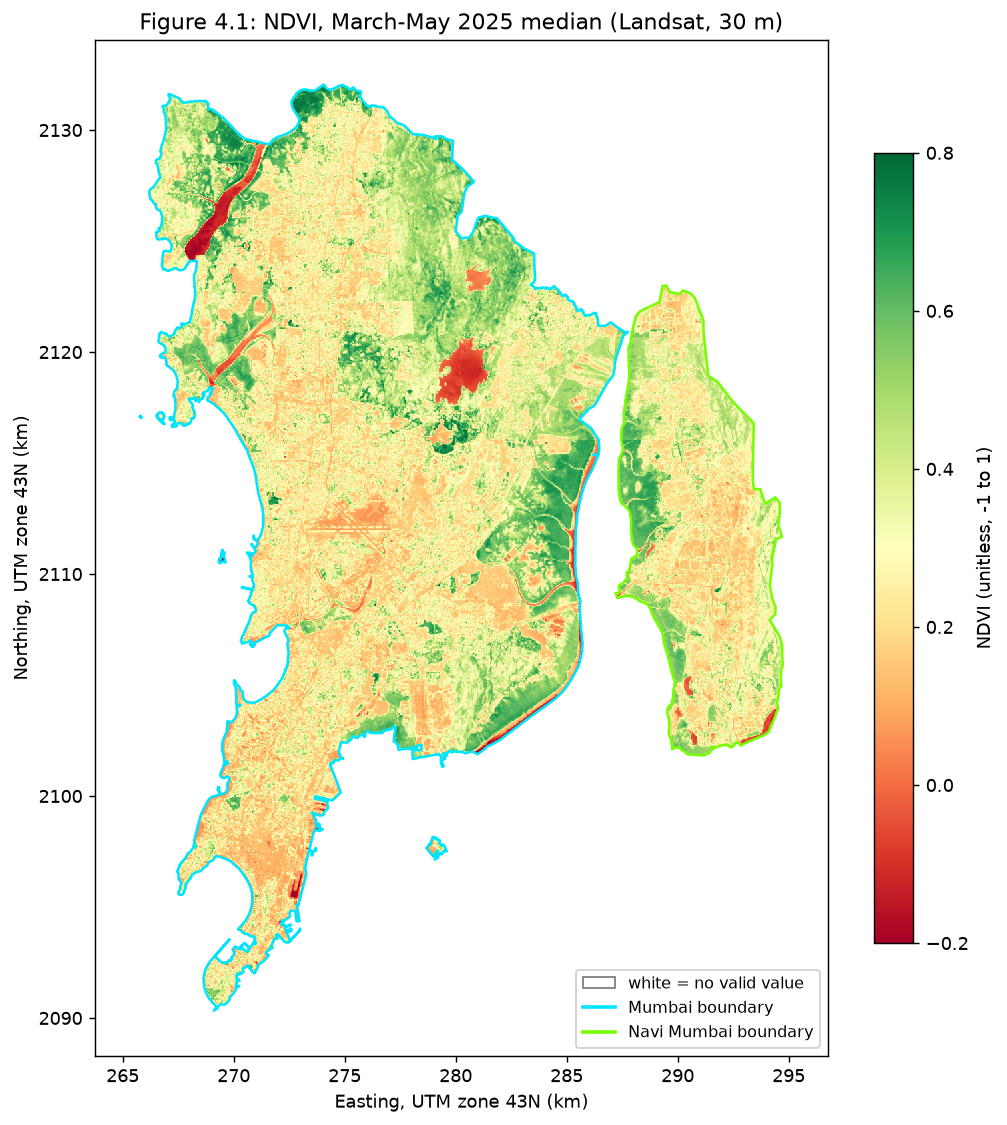 Figure 4.1: NDVI, March-May 2025 median (Landsat, 30 m)
2130
2120
2110
2100
2090
Northing, UTM zone 43N (km)
265 270 275 280 285 290 295
Easting, UTM zone 43N (km)
white = no valid value
Mumbai boundary
Navi Mumbai boundary
0.8
0.6
0.4
0.2
0.0
−0.2
NDVI (unitless, -1 to 1)